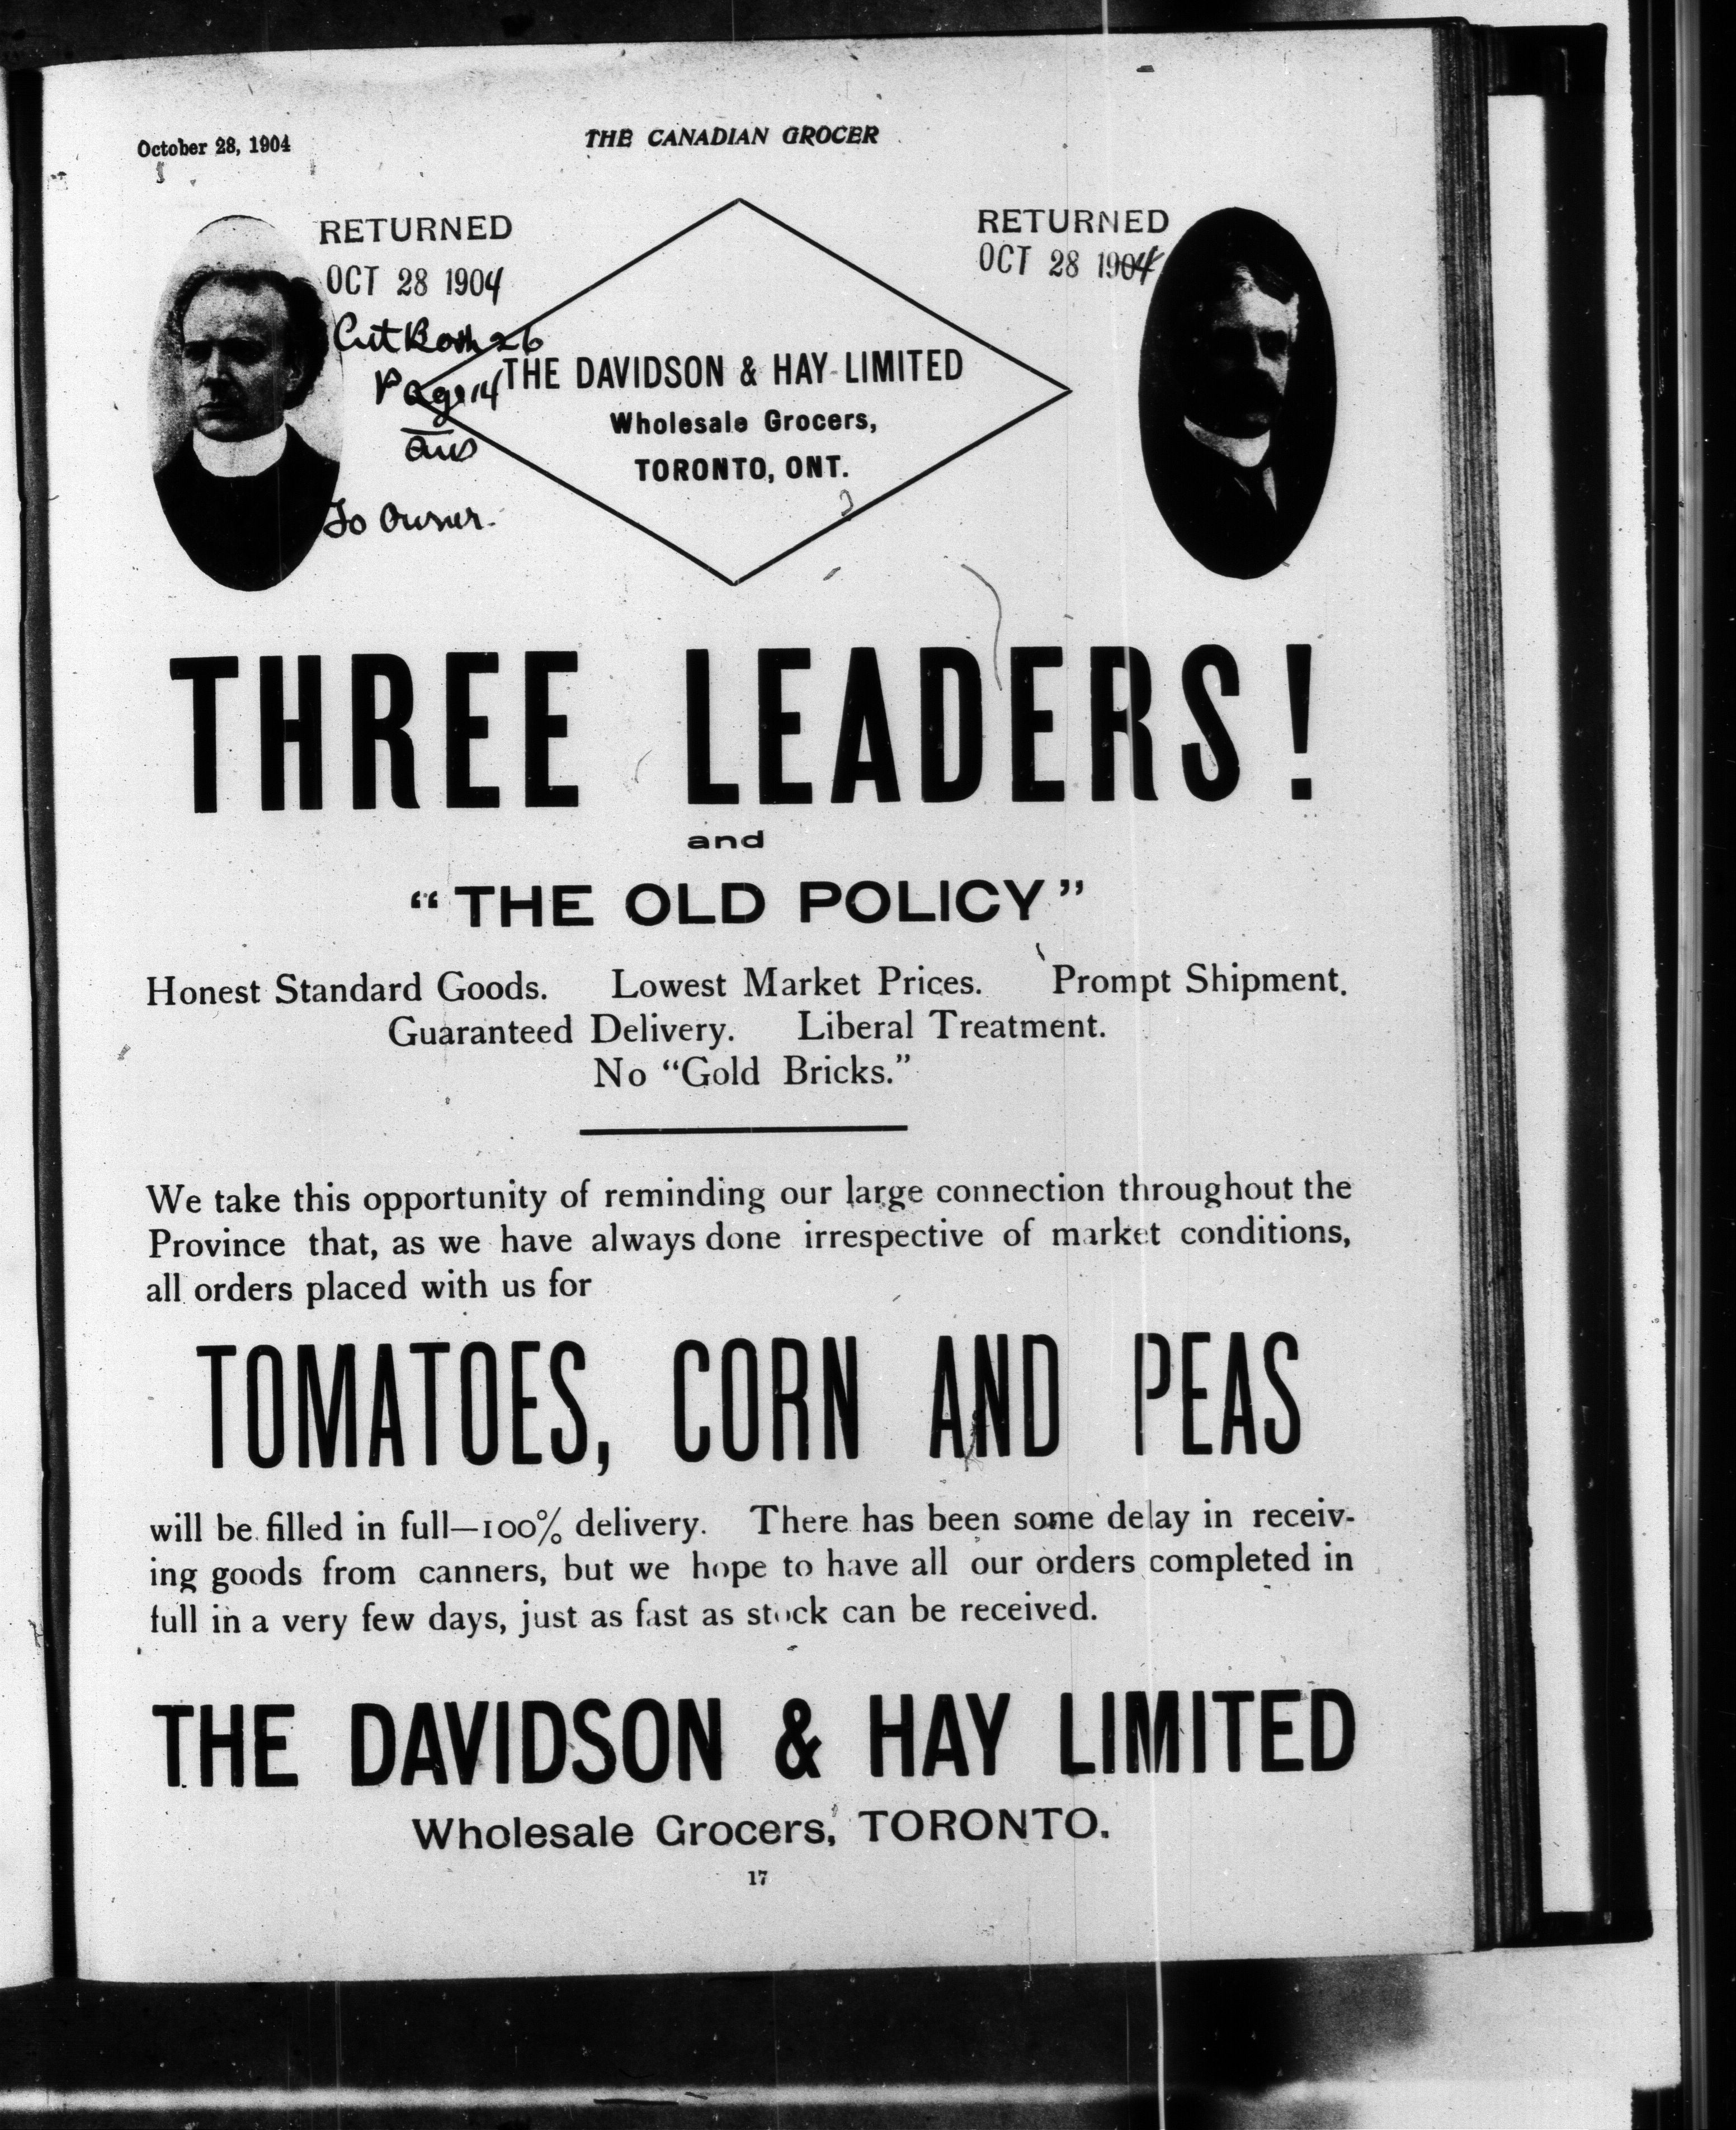 October 28, 1904
THE CANADIAN GROCER
RETURNED
OCT 28 1904
Cut
26
Page 14
To Owner.
THE DAVIDSON & HAY LIMITED
Wholesale Grocers,
TORONTO, ONT.
RETURNED
OCT 28 1904
THREE LEADERS!
and
“THE OLD POLICY”
Honest Standard Goods. Lowest Market Prices. Prompt Shipment.
Guaranteed Delivery. Liberal Treatment.
No “Gold Bricks.”
We take this opportunity of reminding our large connection throughout the
Province that, as we have always done irrespective of market conditions,
all orders placed with us for
TOMATOES, CORN AND PEAS
will be filled in full—100% delivery. There has been some delay in receiv-
ing goods from canners, but we hope to have all our orders completed in
full in a very few days, just as fast as stock can be received.
THE DAVIDSON & HAY LIMITED
Wholesale Grocers, TORONTO.
17